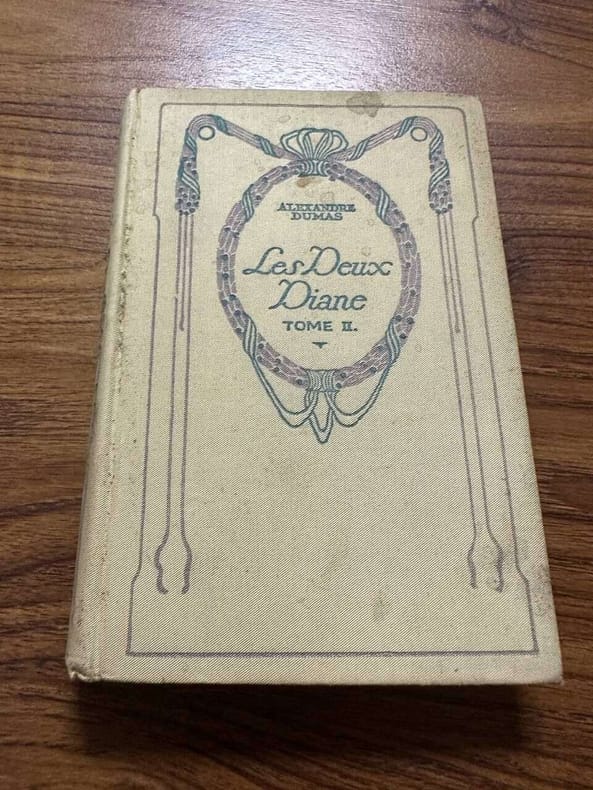 ALEXANDRE
DUMAS
Les Deux
Diane
TOME II.